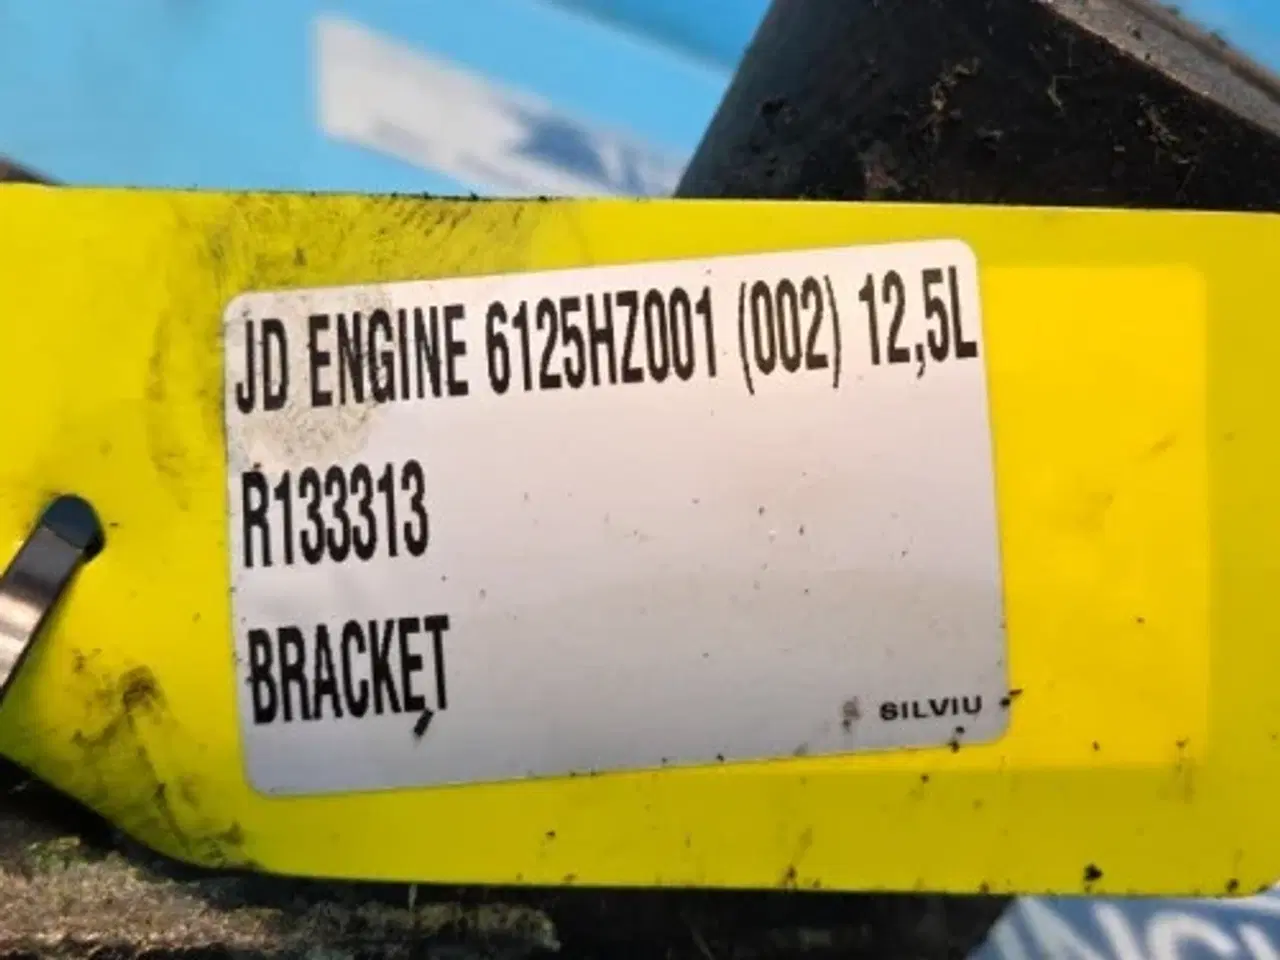 JD ENGINE 6125HZ001 (002) 12,5L
R133313
BRACKET
SILVIU